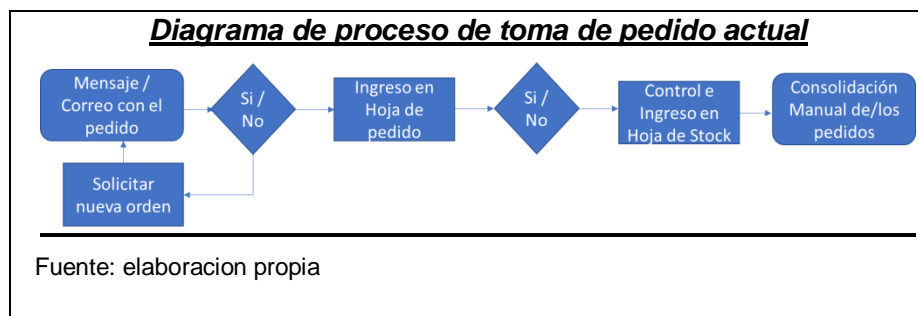 Diagrama de proceso de toma de pedido actual
Mensaje /
Correo con el
pedido
Si /
No
Ingreso en
Hoja de
pedido
Si /
No
Control e
Ingreso en
Hoja de Stock
Consolidación
Manual de/los
pedidos
Solicitar
nueva orden
Fuente: elaboracion propia